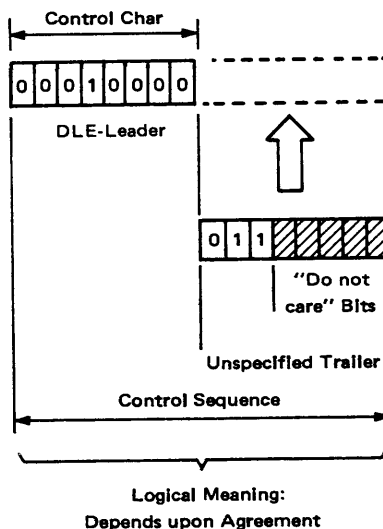 Control Char
0 0 0 1 0 0 0 0
DLE-Leader
0 1 1
"Do not
care" Bits
Unspecified Trailer
Control Sequence
Logical Meaning:
Depends upon Agreement